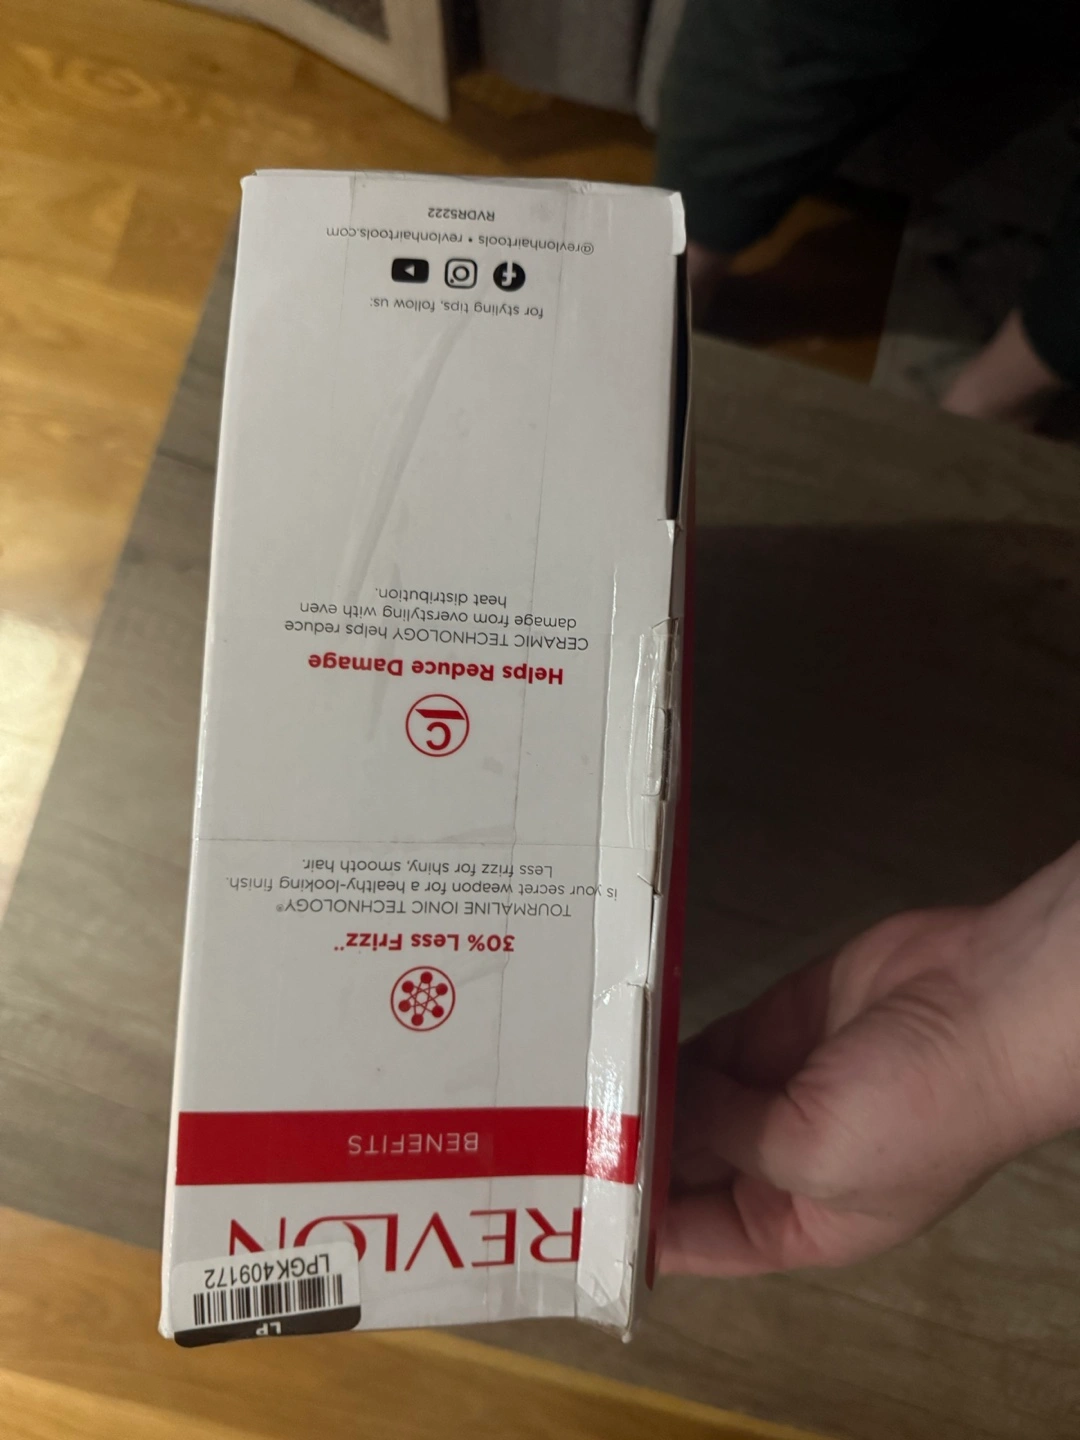 LP
LPGK409172
REVLON
BENEFITS
30% Less Frizz**
TOURMALINE IONIC TECHNOLOGY®
is your secret weapon for a healthy-looking finish.
Less frizz for shiny, smooth hair.
C
Helps Reduce Damage
CERAMIC TECHNOLOGY helps reduce
damage from overstyling with even
heat distribution.
for styling tips, follow us:
@revlonhairtools • revlonhairtools.com
RVDR5222